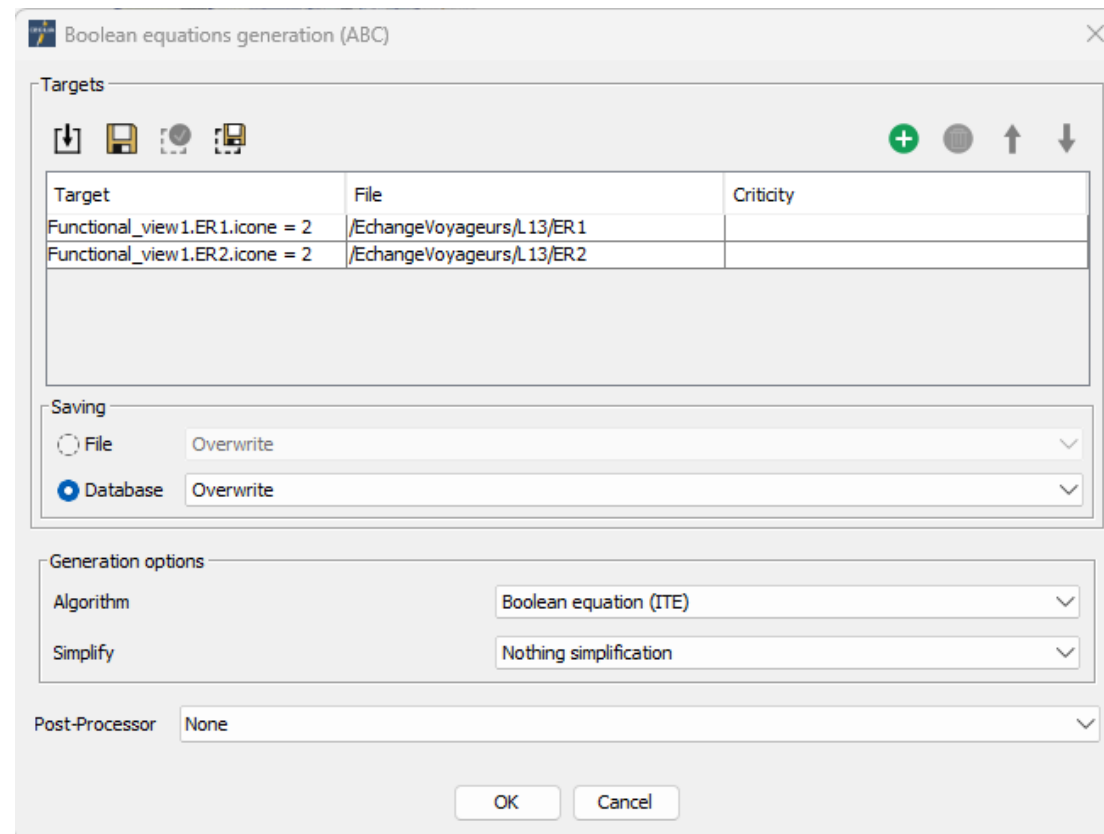 Boolean equations generation (ABC)
Targets
Target File Criticity
Functional_view1.ER1.icone = 2 /EchangeVoyageurs/L13/ER1
Functional_view1.ER2.icone = 2 /EchangeVoyageurs/L13/ER2
Saving
File Overwrite
Database Overwrite
Generation options
Algorithm Boolean equation (ITE)
Simplify Nothing simplification
Post-Processor None
OK Cancel